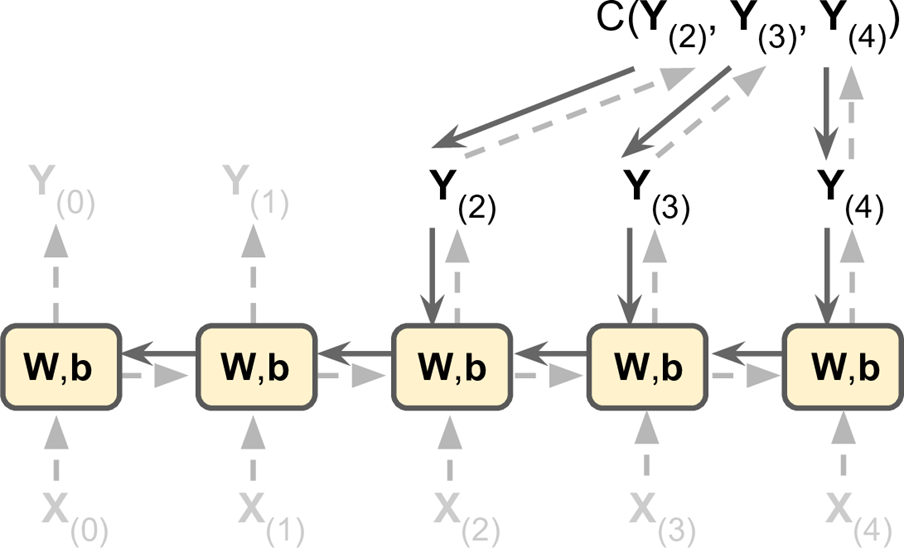 C(Y(2), Y(3), Y(4))
Y(0) Y(1) Y(2) Y(3) Y(4)
W,b W,b W,b W,b W,b
X(0) X(1) X(2) X(3) X(4)